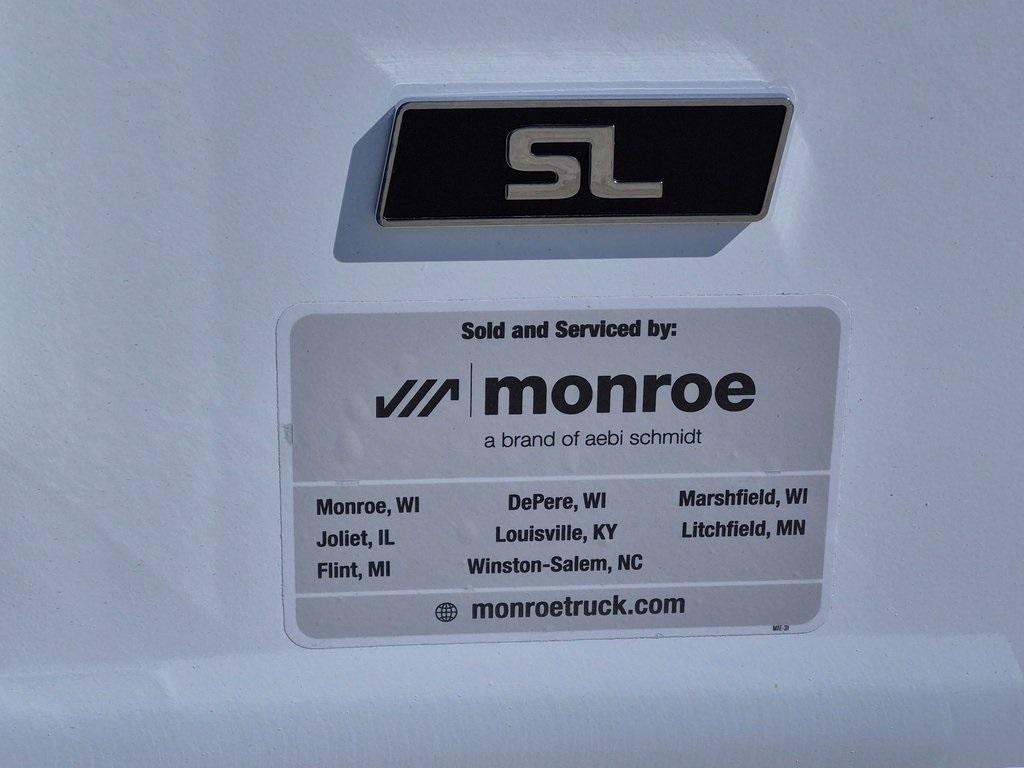 SL
Sold and Serviced by:
monroe
a brand of aebi schmidt
Monroe, WI DePere, WI Marshfield, WI
Joliet, IL Louisville, KY Litchfield, MN
Flint, MI Winston-Salem, NC
monroetruck.com